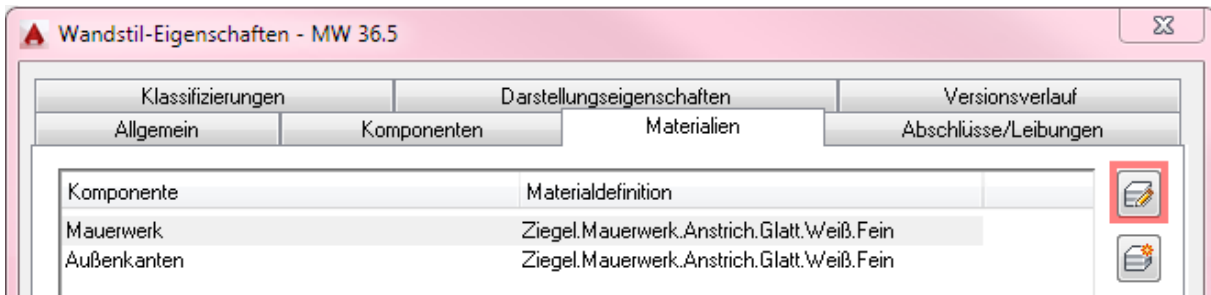 Wandstil-Eigenschaften - MW 36.5
Klassifizierungen Darstellungseigenschaften Versionsverlauf
Allgemein Komponenten Materialien Abschlüsse/Leibungen
Komponente Materialdefinition
Mauerwerk Ziegel.Mauerwerk.Anstrich.Glatt.Weiß.Fein
Außenkanten Ziegel.Mauerwerk.Anstrich.Glatt.Weiß.Fein